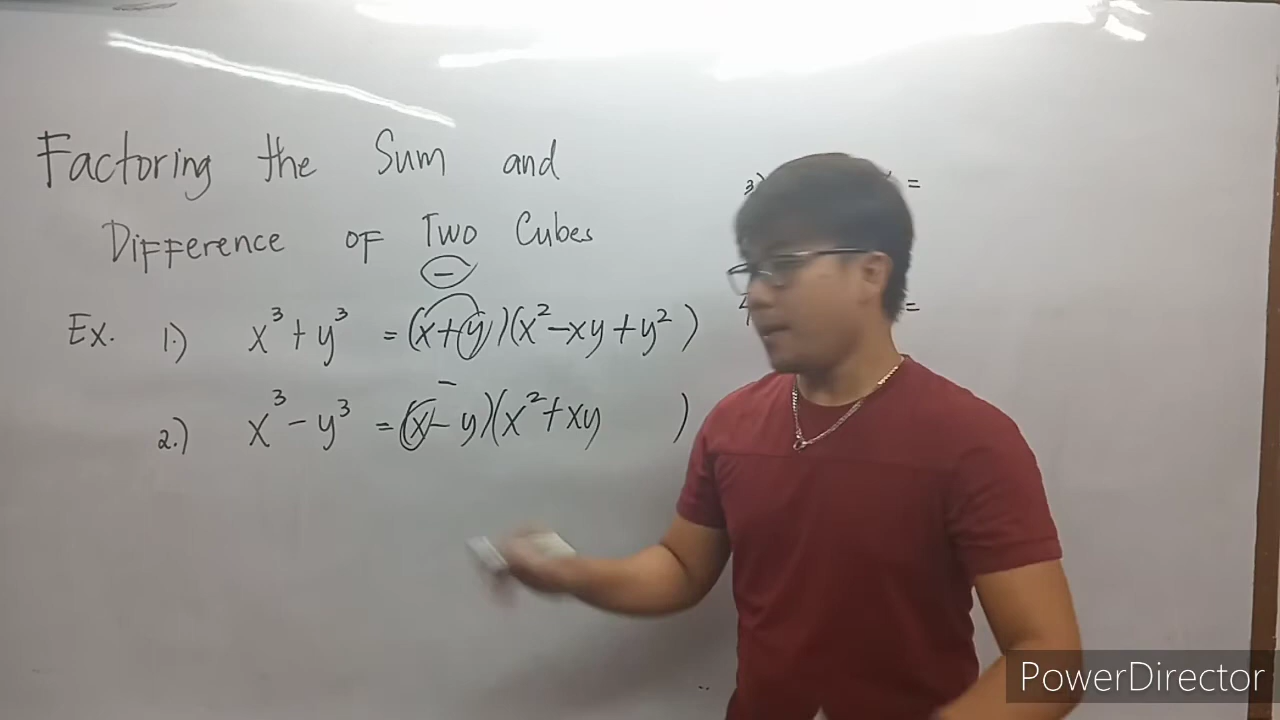 Factoring the Sum and
Difference of Two Cubes
Ex. 1.) x³ + y³ = (x+y)(x²-xy+y²)
2.) x³ - y³ = (x-y)(x²+xy )
3) =
=
PowerDirector